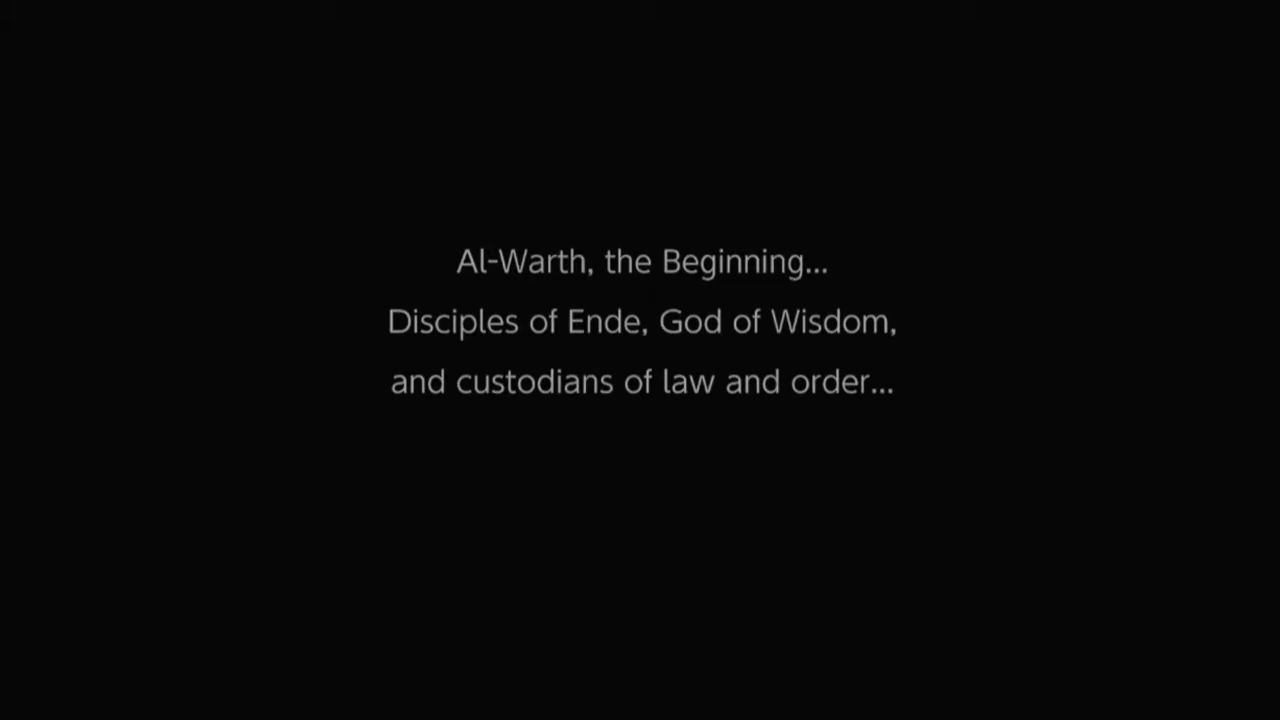 Al-Warth, the Beginning...
Disciples of Ende, God of Wisdom,
and custodians of law and order...